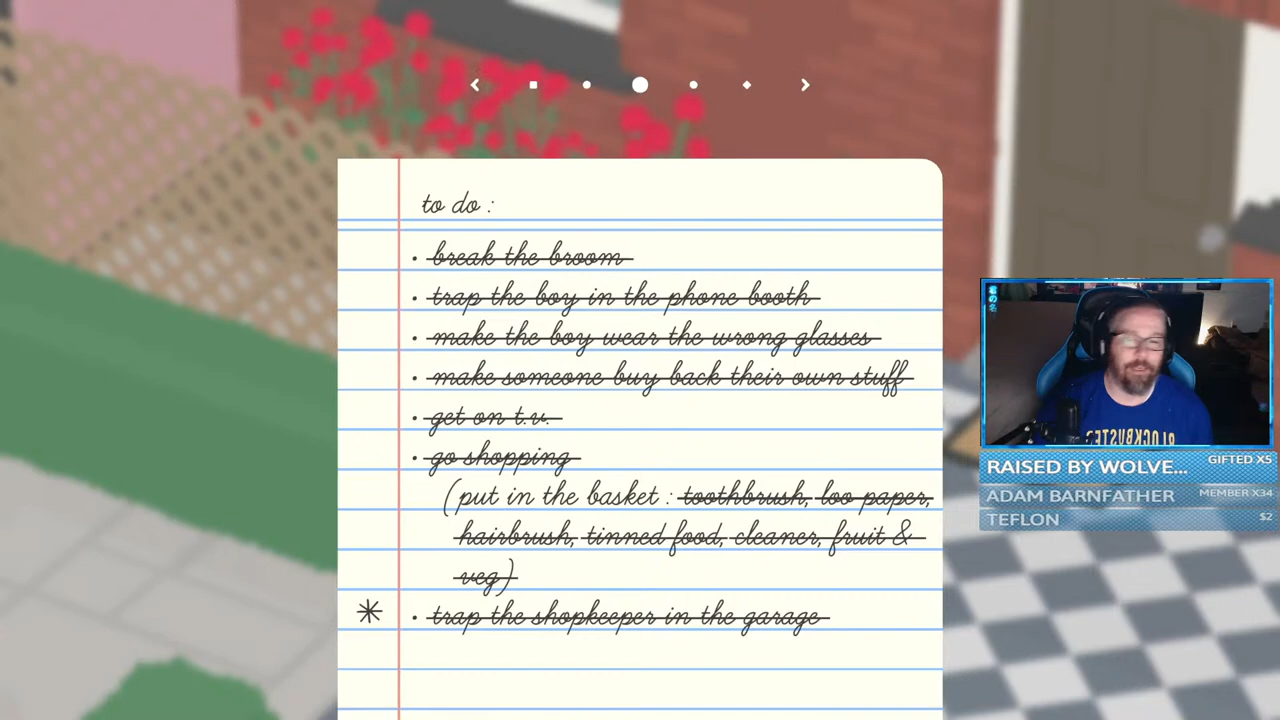 to do :
• break the broom
• trap the boy in the phone booth
• make the boy wear the wrong glasses
• make someone buy back their own stuff
• get on t.v.
• go shopping
(put in the basket : toothbrush, loo paper,
hairbrush, tinned food, cleaner, fruit &
veg)
* • trap the shopkeeper in the garage
BLOCKBUSTER
RAISED BY WOLVE... GIFTED X5
ADAM BARNFATHER MEMBER X34
TEFLON $2